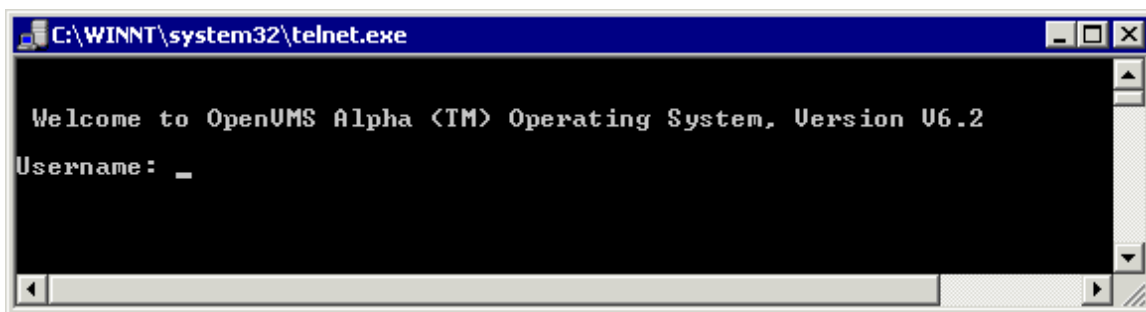 C:\WINNT\system32\telnet.exe
Welcome to OpenVMS Alpha (TM) Operating System, Version V6.2
Username: _